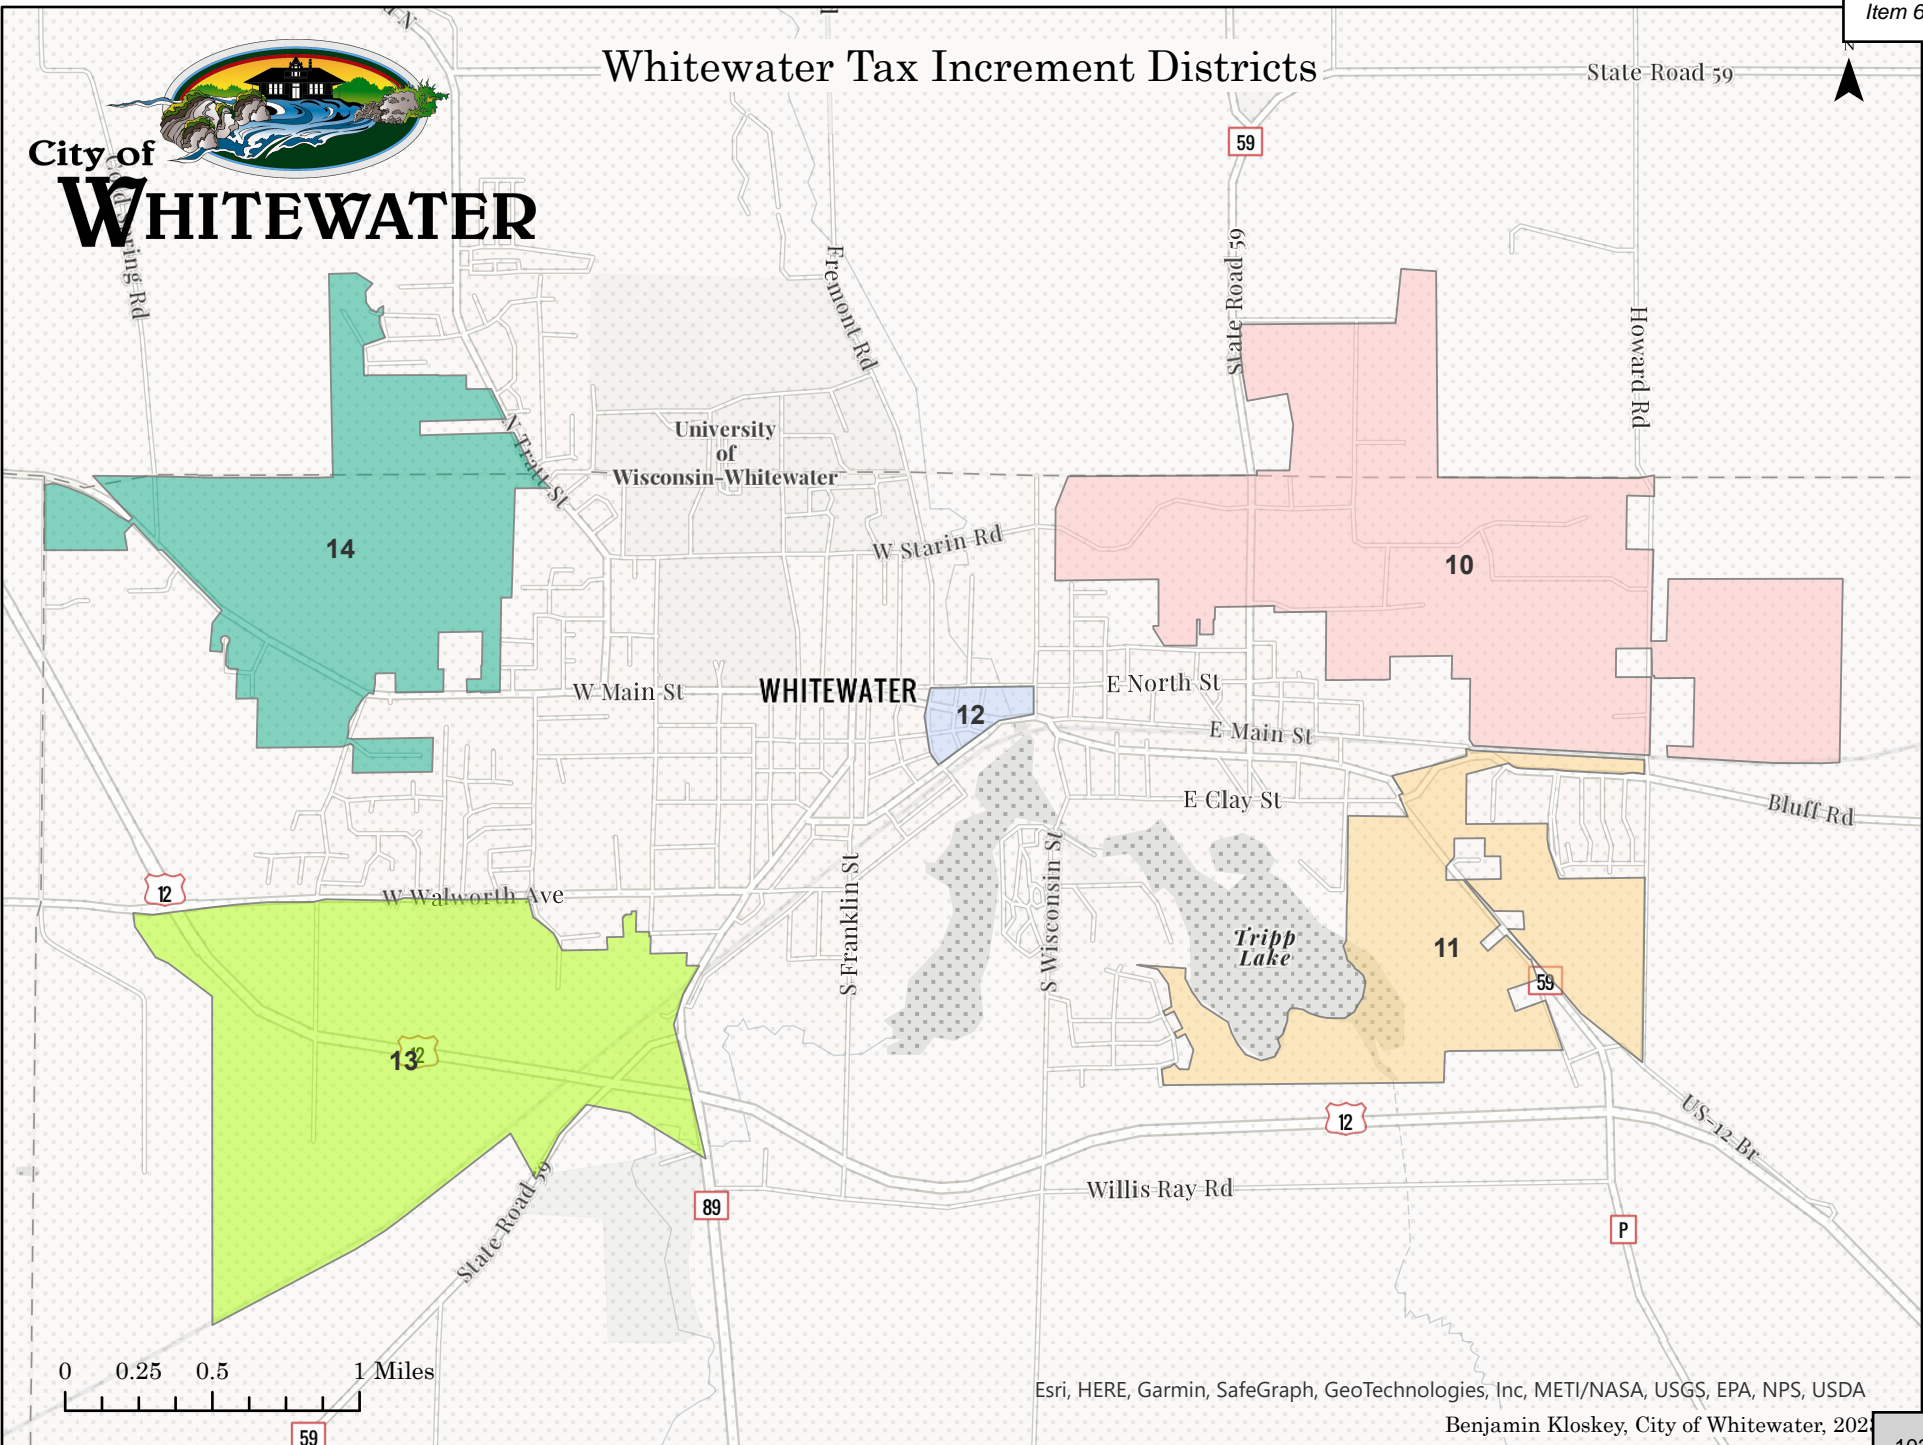 Item 6
Whitewater Tax Increment Districts
State Road 59
N
City of
WHITEWATER
59
Cold Spring Rd
Fremont Rd
State Road 59
Howard Rd
N Tratt St
University
of
Wisconsin-Whitewater
W Starin Rd
14
10
W Main St
WHITEWATER
12
E North St
E Main St
E Clay St
Bluff Rd
12
W Walworth Ave
S Franklin St
S Wisconsin St
Tripp
Lake
11
59
13
12
12
US-12 Br
Willis Ray Rd
State Road 59
89
P
0 0.25 0.5 1 Miles
59
Esri, HERE, Garmin, SafeGraph, GeoTechnologies, Inc, METI/NASA, USGS, EPA, NPS, USDA
Benjamin Kloskey, City of Whitewater,